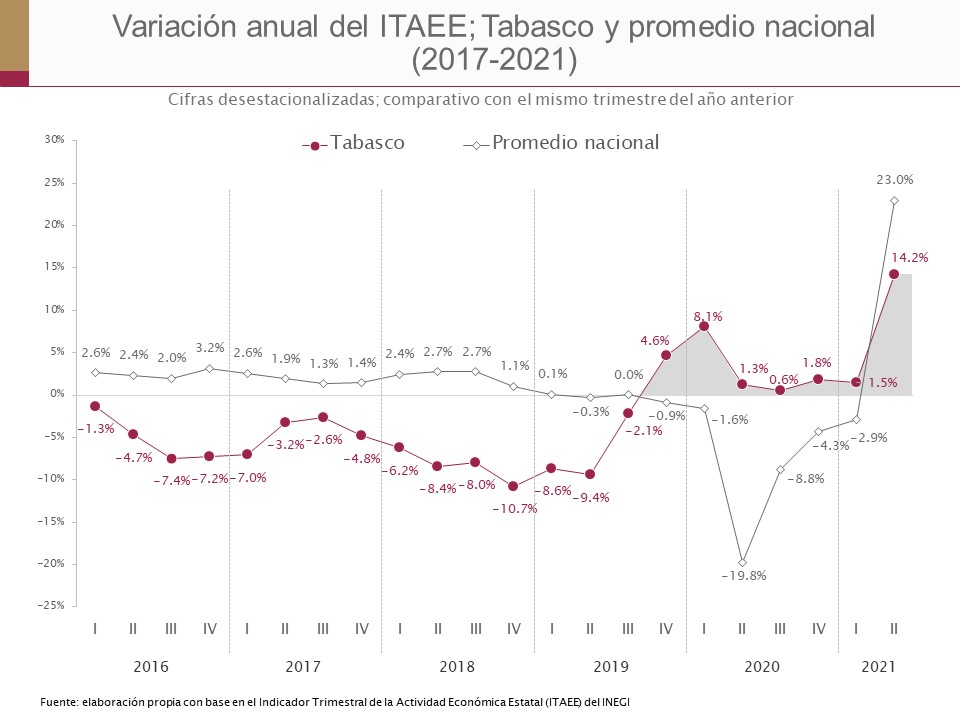 Variación anual del ITAEE; Tabasco y promedio nacional
(2017-2021)
Cifras desestacionalizadas; comparativo con el mismo trimestre del año anterior
Tabasco
Promedio nacional
30%
25%
20%
15%
10%
5%
0%
-5%
-10%
-15%
-20%
-25%
2.6% 2.4% 2.0% 3.2% 2.6% 1.9% 1.3% 1.4% 2.4% 2.7% 2.7% 1.1% 0.1% -0.3% 0.0% -0.9% -1.6% -19.8% -8.8% -4.3% -2.9% 23.0%
-1.3% -4.7% -7.4% -7.2% -7.0% -3.2% -2.6% -4.8% -6.2% -8.4% -8.0% -10.7% -8.6% -9.4% -2.1% 4.6% 8.1% 1.3% 0.6% 1.8% 1.5% 14.2%
I II III IV I II III IV I II III IV I II III IV I II III IV I II
2016 2017 2018 2019 2020 2021
Fuente: elaboración propia con base en el Indicador Trimestral de la Actividad Económica Estatal (ITAEE) del INEGI